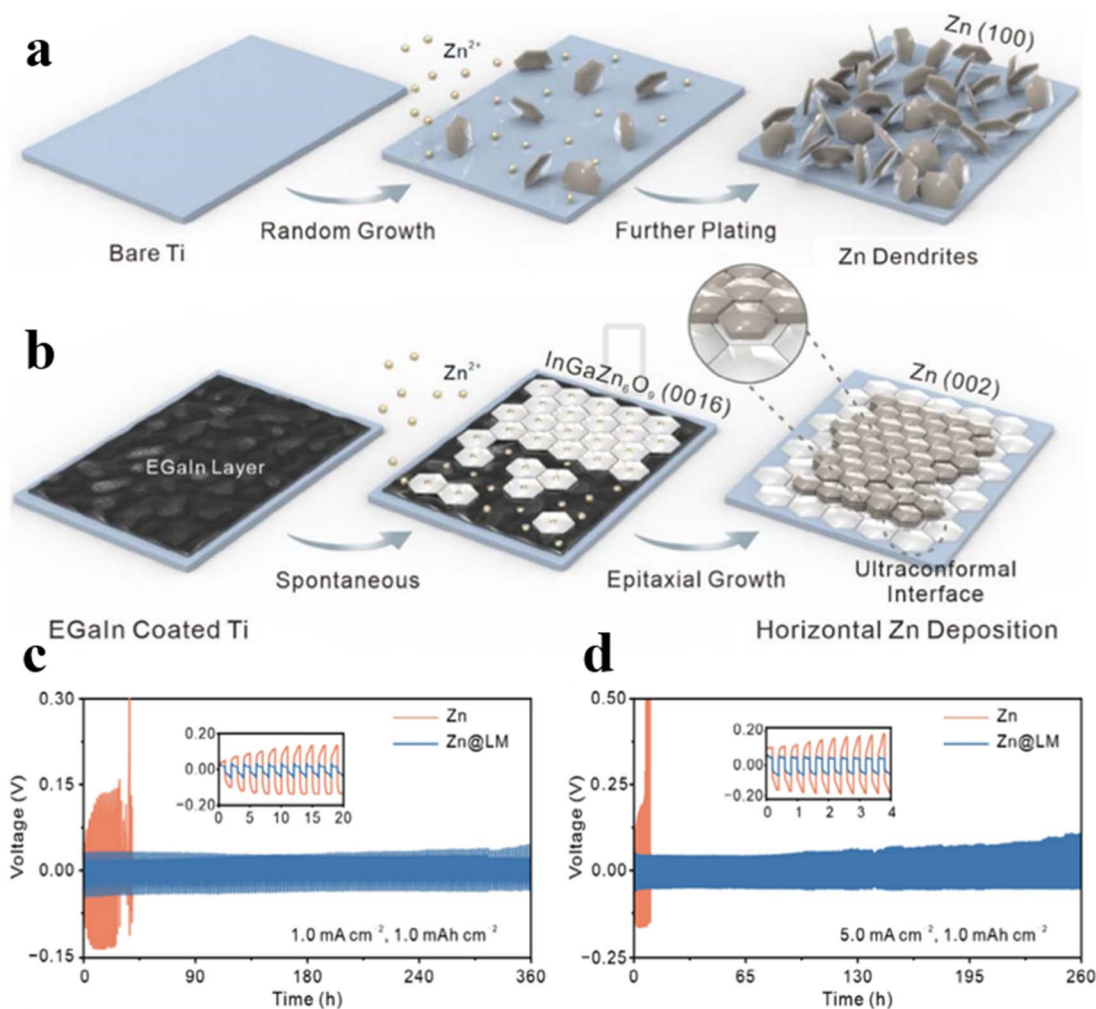 a
Zn²⁺
Zn (100)
Bare Ti
Random Growth
Further Plating
Zn Dendrites
b
Zn²⁺
InGaZn₆O₉ (0016)
Zn (002)
EGaIn Layer
Spontaneous
Epitaxial Growth
Ultraconformal
Interface
EGaIn Coated Ti
Horizontal Zn Deposition
c
Voltage (V)
0.30
0.15
0.00
−0.15
0.20
0.00
−0.20
0 5 10 15 20
Zn
Zn@LM
1.0 mA cm⁻², 1.0 mAh cm⁻²
0 90 180 240 360
Time (h)
d
Voltage (V)
0.50
0.25
0.00
−0.25
0.20
0.00
−0.20
0 1 2 3 4
Zn
Zn@LM
5.0 mA cm⁻², 1.0 mAh cm⁻²
0 65 130 195 260
Time (h)